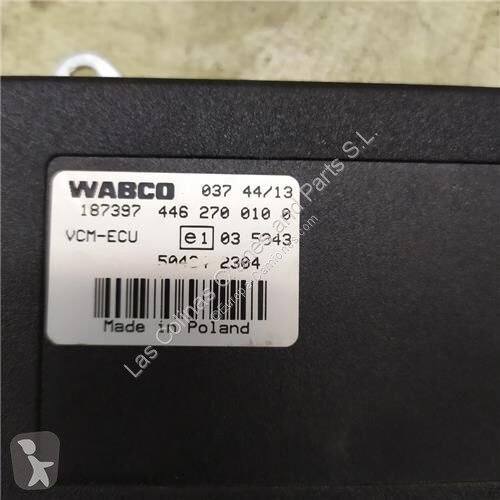 WABCO 037 44/13
187397 446 270 010 0
VCM-ECU e1 03 5343
2304
Made in Poland
Las Colinas Cranes and Parts S.L.